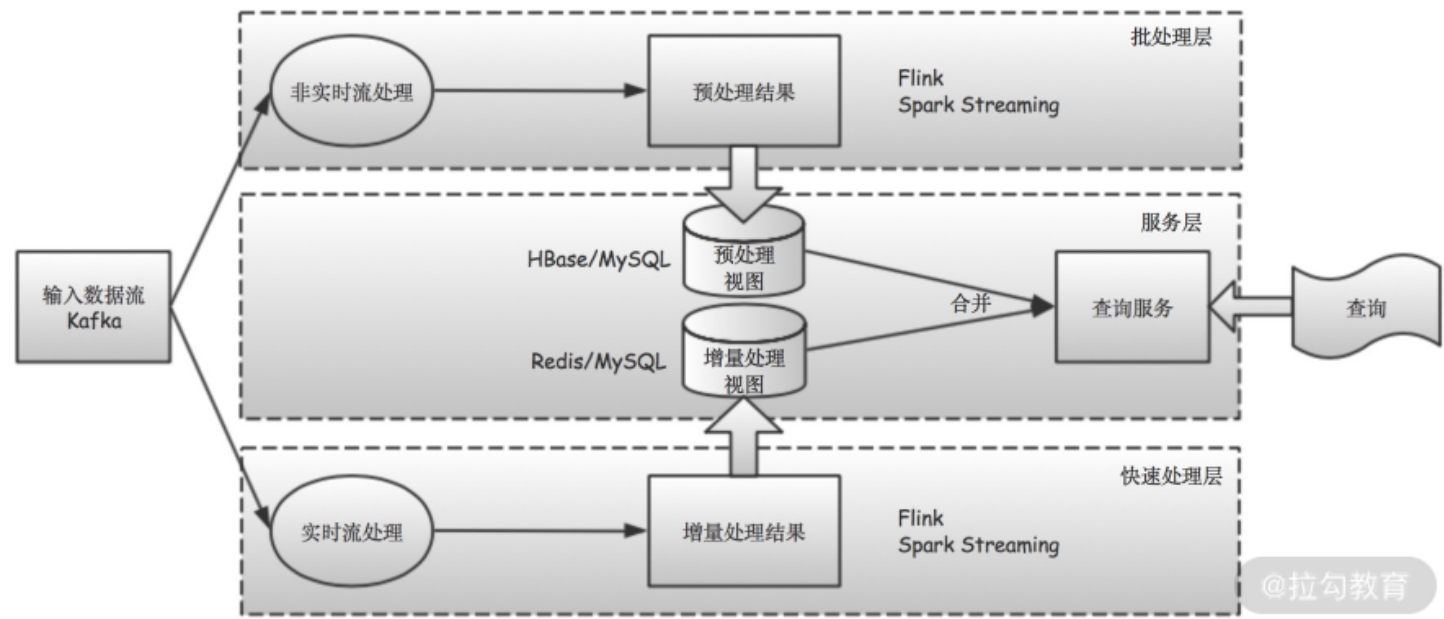 批处理层
非实时流处理
预处理结果
Flink
Spark Streaming
服务层
输入数据流
Kafka
HBase/MySQL
预处理
视图
合并
查询服务
查询
Redis/MySQL
增量处理
视图
快速处理层
实时流处理
增量处理结果
Flink
Spark Streaming
@拉勾教育